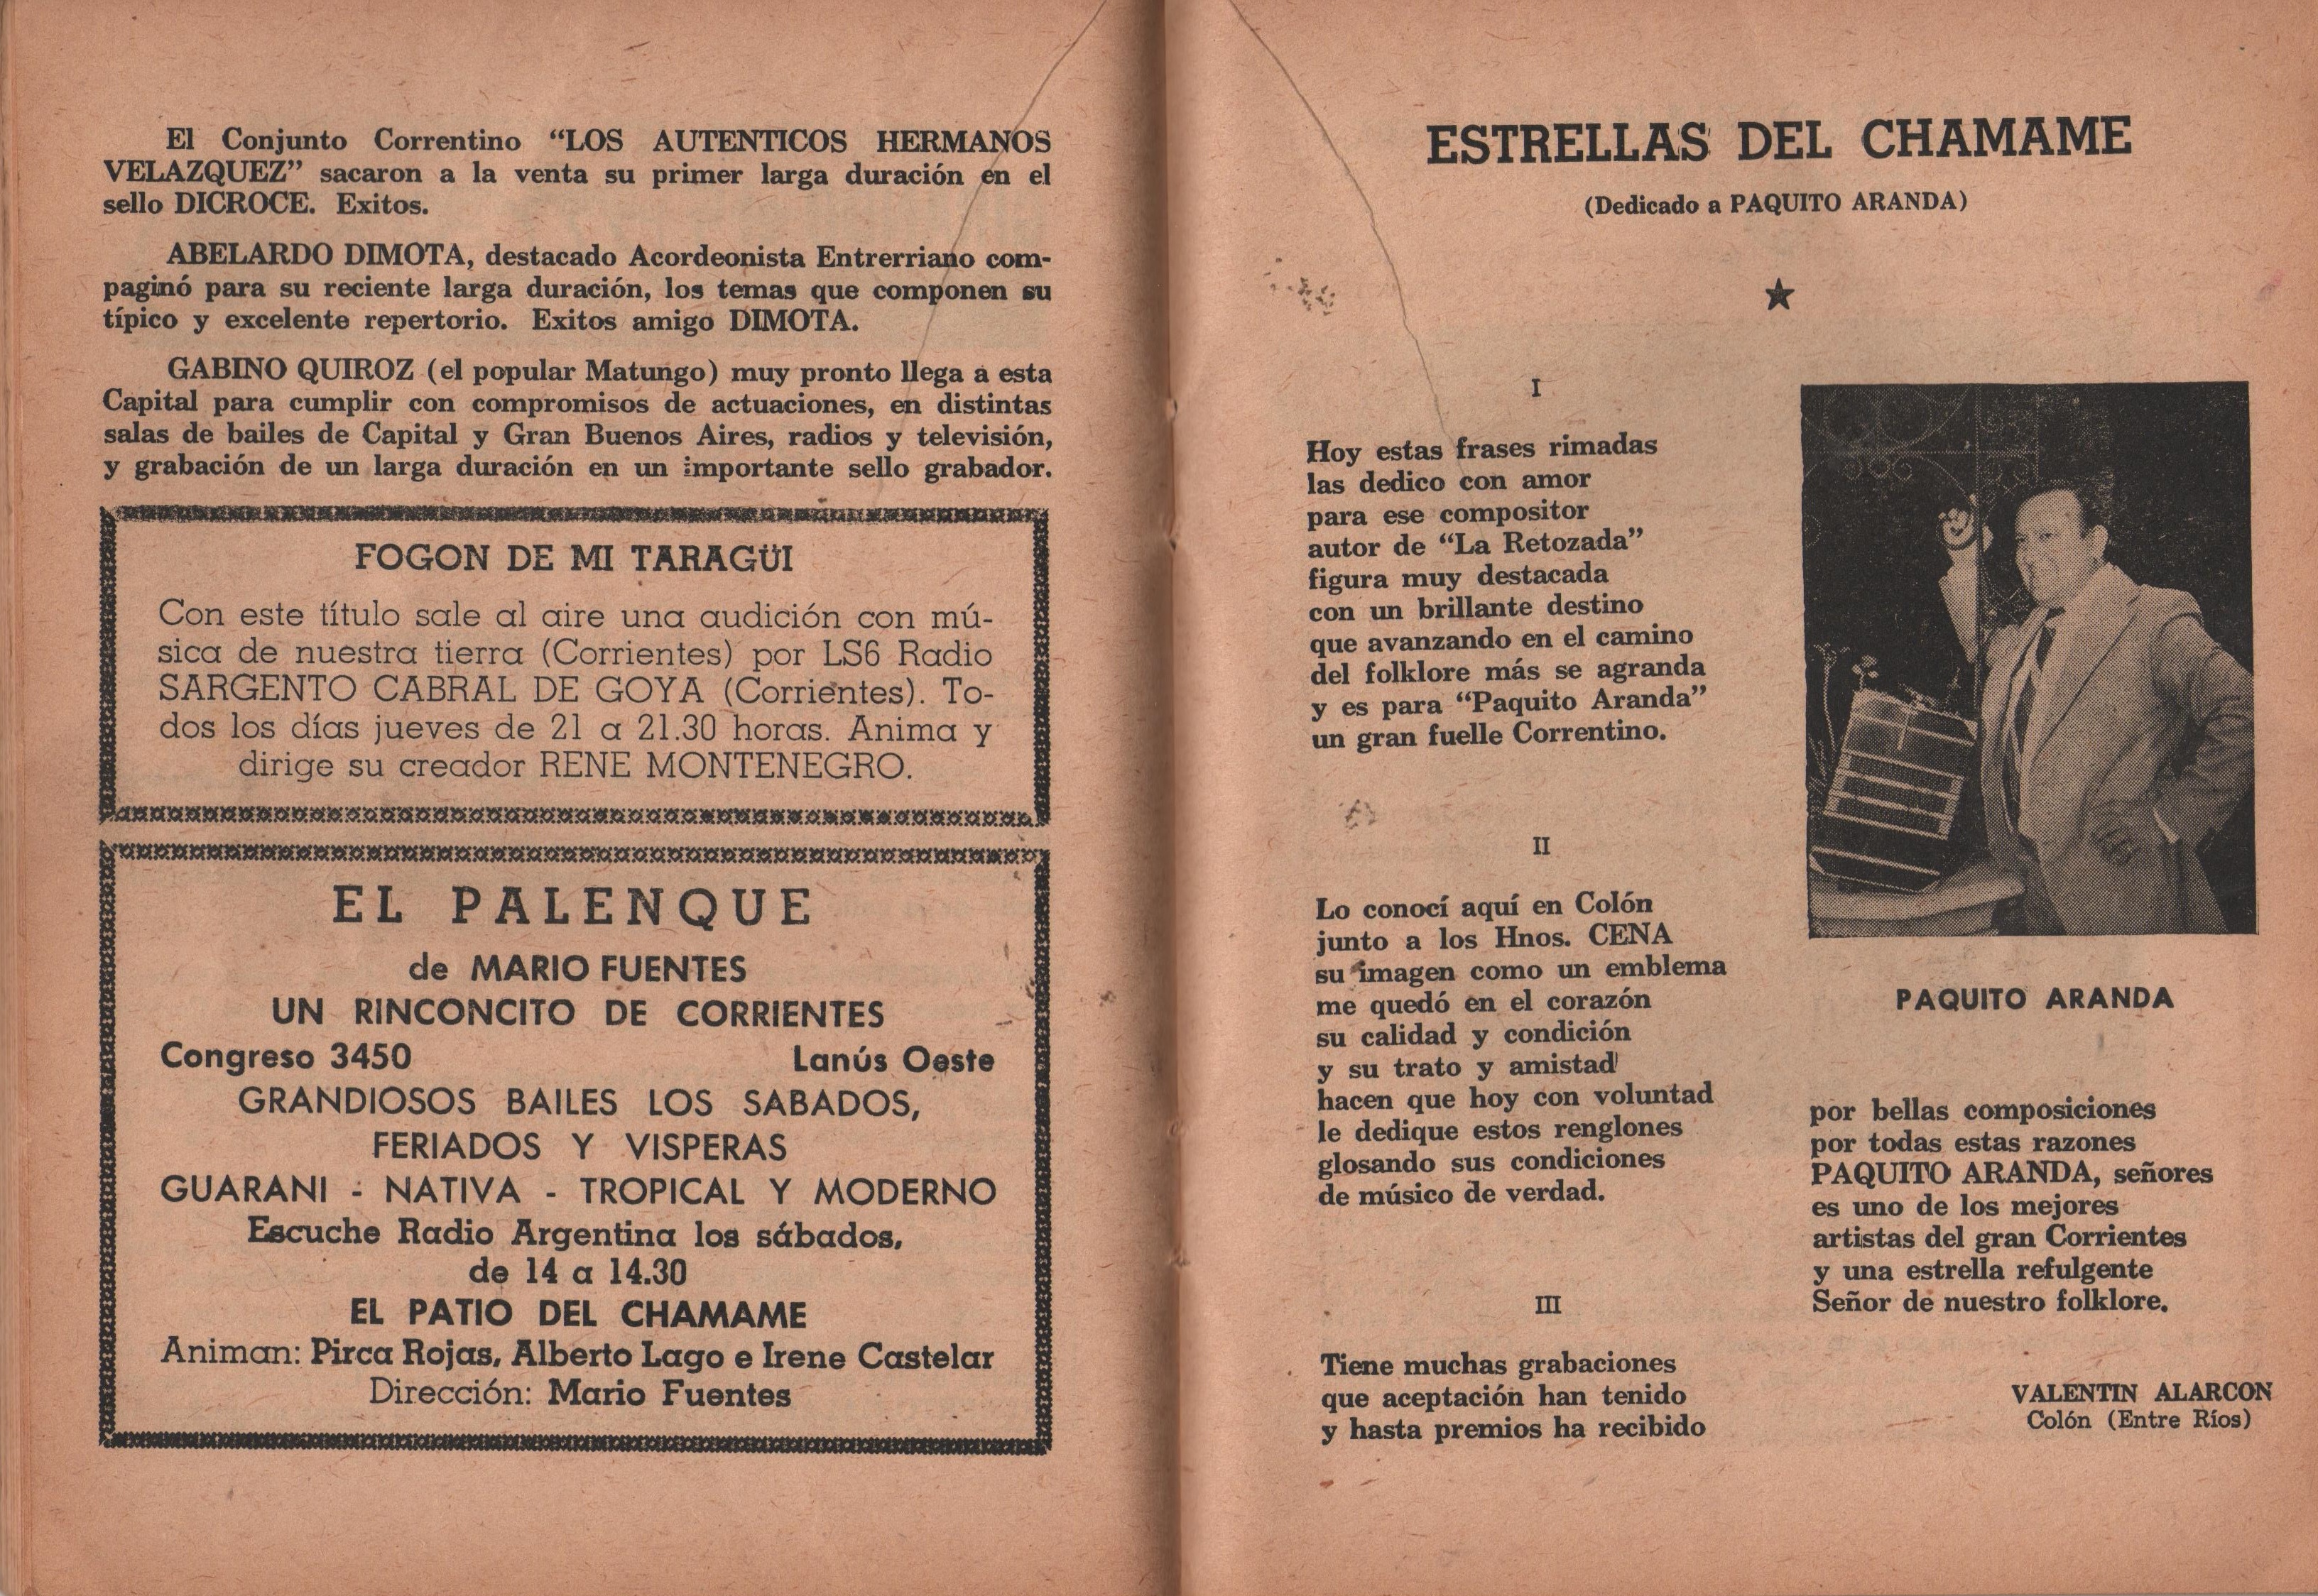 El Conjunto Correntino “LOS AUTENTICOS HERMANOS
VELAZQUEZ” sacaron a la venta su primer larga duración en el
sello DICROCE. Exitos.
ABELARDO DIMOTA, destacado Acordeonista Entrerriano com-
paginó para su reciente larga duración, los temas que componen su
típico y excelente repertorio. Exitos amigo DIMOTA.
GABINO QUIROZ (el popular Matungo) muy pronto llega a esta
Capital para cumplir con compromisos de actuaciones, en distintas
salas de bailes de Capital y Gran Buenos Aires, radios y televisión,
y grabación de un larga duración en un importante sello grabador.
FOGON DE MI TARAGÜI
Con este título sale al aire una audición con mú-
sica de nuestra tierra (Corrientes) por LS6 Radio
SARGENTO CABRAL DE GOYA (Corrientes). To-
dos los días jueves de 21 a 21.30 horas. Anima y
dirige su creador RENE MONTENEGRO.
EL PALENQUE
de MARIO FUENTES
UN RINCONCITO DE CORRIENTES
Congreso 3450 Lanús Oeste
GRANDIOSOS BAILES LOS SABADOS,
FERIADOS Y VISPERAS
GUARANI - NATIVA - TROPICAL Y MODERNO
Escuche Radio Argentina los sábados,
de 14 a 14.30
EL PATIO DEL CHAMAME
Animan: Pirca Rojas, Alberto Lago e Irene Castelar
Dirección: Mario Fuentes
ESTRELLAS DEL CHAMAME
(Dedicado a PAQUITO ARANDA)
I
Hoy estas frases rimadas
las dedico con amor
para ese compositor
autor de “La Retozada”
figura muy destacada
con un brillante destino
que avanzando en el camino
del folklore más se agranda
y es para “Paquito Aranda”
un gran fuelle Correntino.
II
Lo conocí aquí en Colón
junto a los Hnos. CENA
su imagen como un emblema
me quedó en el corazón
su calidad y condición
y su trato y amistad
hacen que hoy con voluntad
le dedique estos renglones
glosando sus condiciones
de músico de verdad.
III
Tiene muchas grabaciones
que aceptación han tenido
y hasta premios ha recibido
PAQUITO ARANDA
por bellas composiciones
por todas estas razones
PAQUITO ARANDA, señores
es uno de los mejores
artistas del gran Corrientes
y una estrella refulgente
Señor de nuestro folklore.
VALENTIN ALARCON
Colón (Entre Ríos)